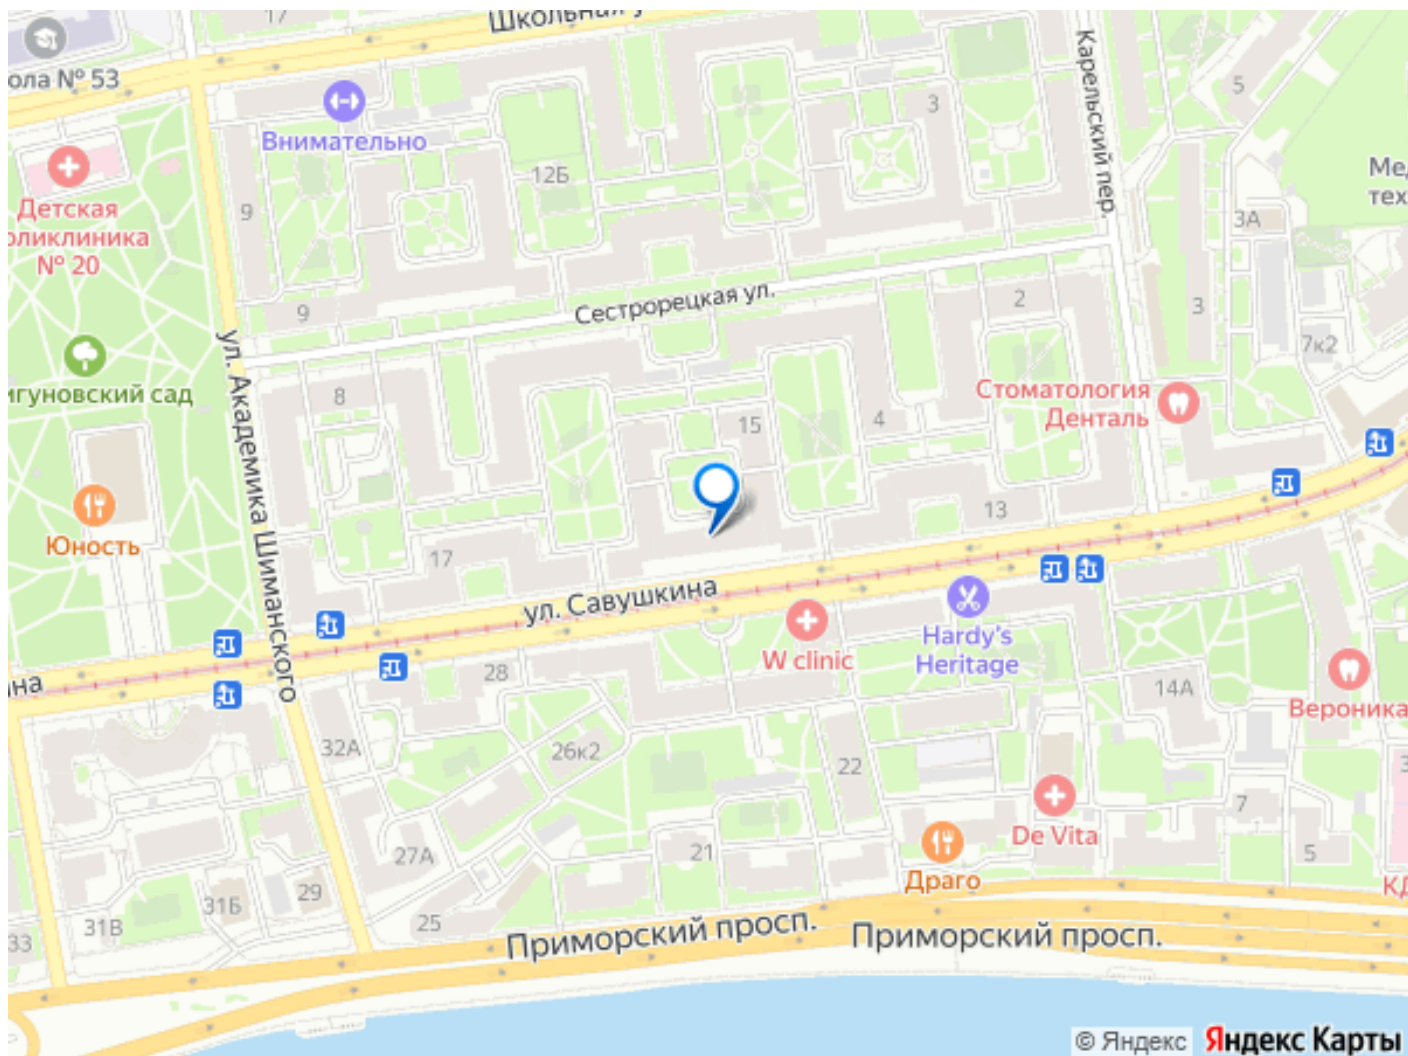 17
Школьная у
ола № 53
Внимательно
Карельский пер.
5
3
12Б
Мед
тех
Детская
оликлиника
№ 20
9
3А
9
Сестрорецкая ул.
2
3
7к2
ул. Академика Шиманского
игуновский сад
8
Стоматология
Денталь
15
4
Юность
13
17
ул. Савушкина
Hardy's
Heritage
W clinic
ина
28
14А
Вероника
32А
26к2
22
7
De Vita
27А
21
5
Драго
КД
29
31Б
31В
25
33
Приморский просп.
Приморский просп.
© Яндекс Яндекс Карты